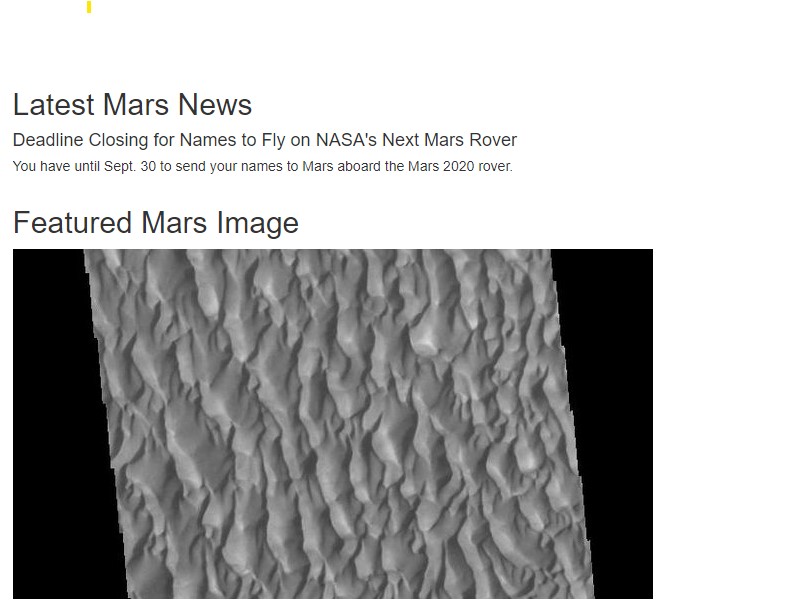 Latest Mars News
Deadline Closing for Names to Fly on NASA's Next Mars Rover
You have until Sept. 30 to send your names to Mars aboard the Mars 2020 rover.
Featured Mars Image